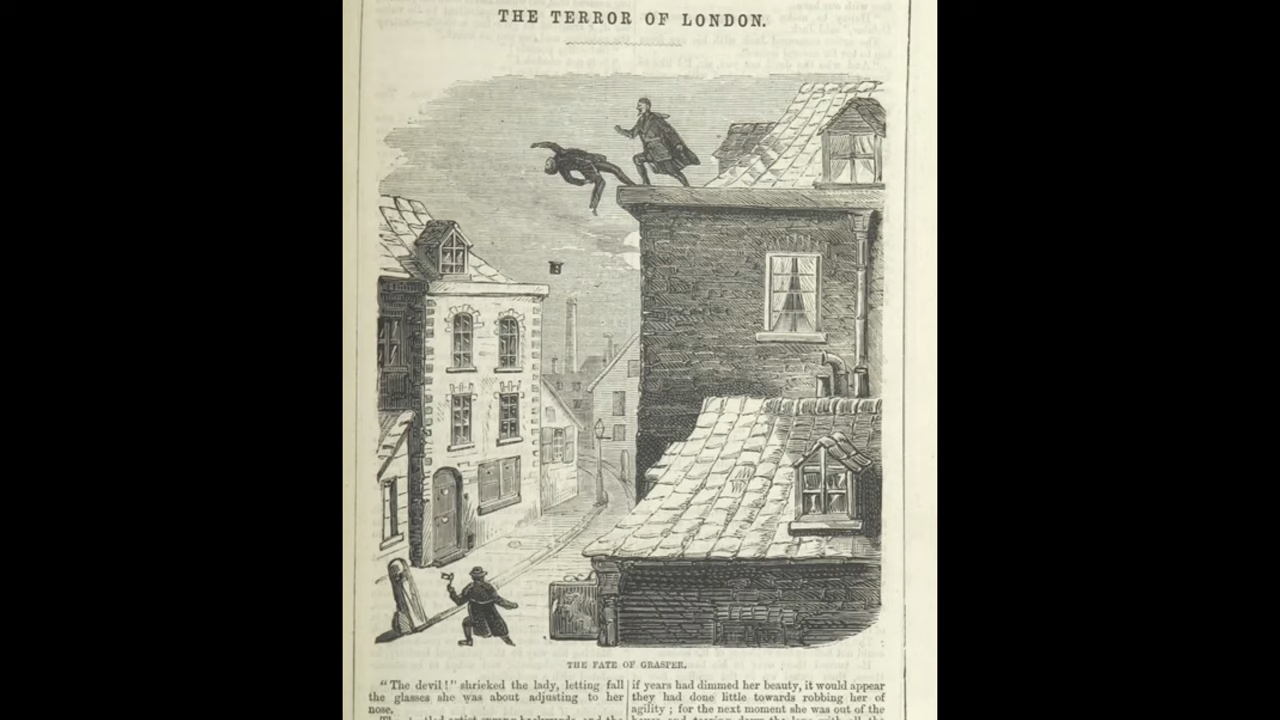 THE TERROR OF LONDON.
THE FATE OF GRASPER.
"The devil!" shrieked the lady, letting fall
the glasses she was about adjusting to her
nose.
if years had dimmed her beauty, it would appear
they had done little towards robbing her of
agility; for the next moment she was out of the